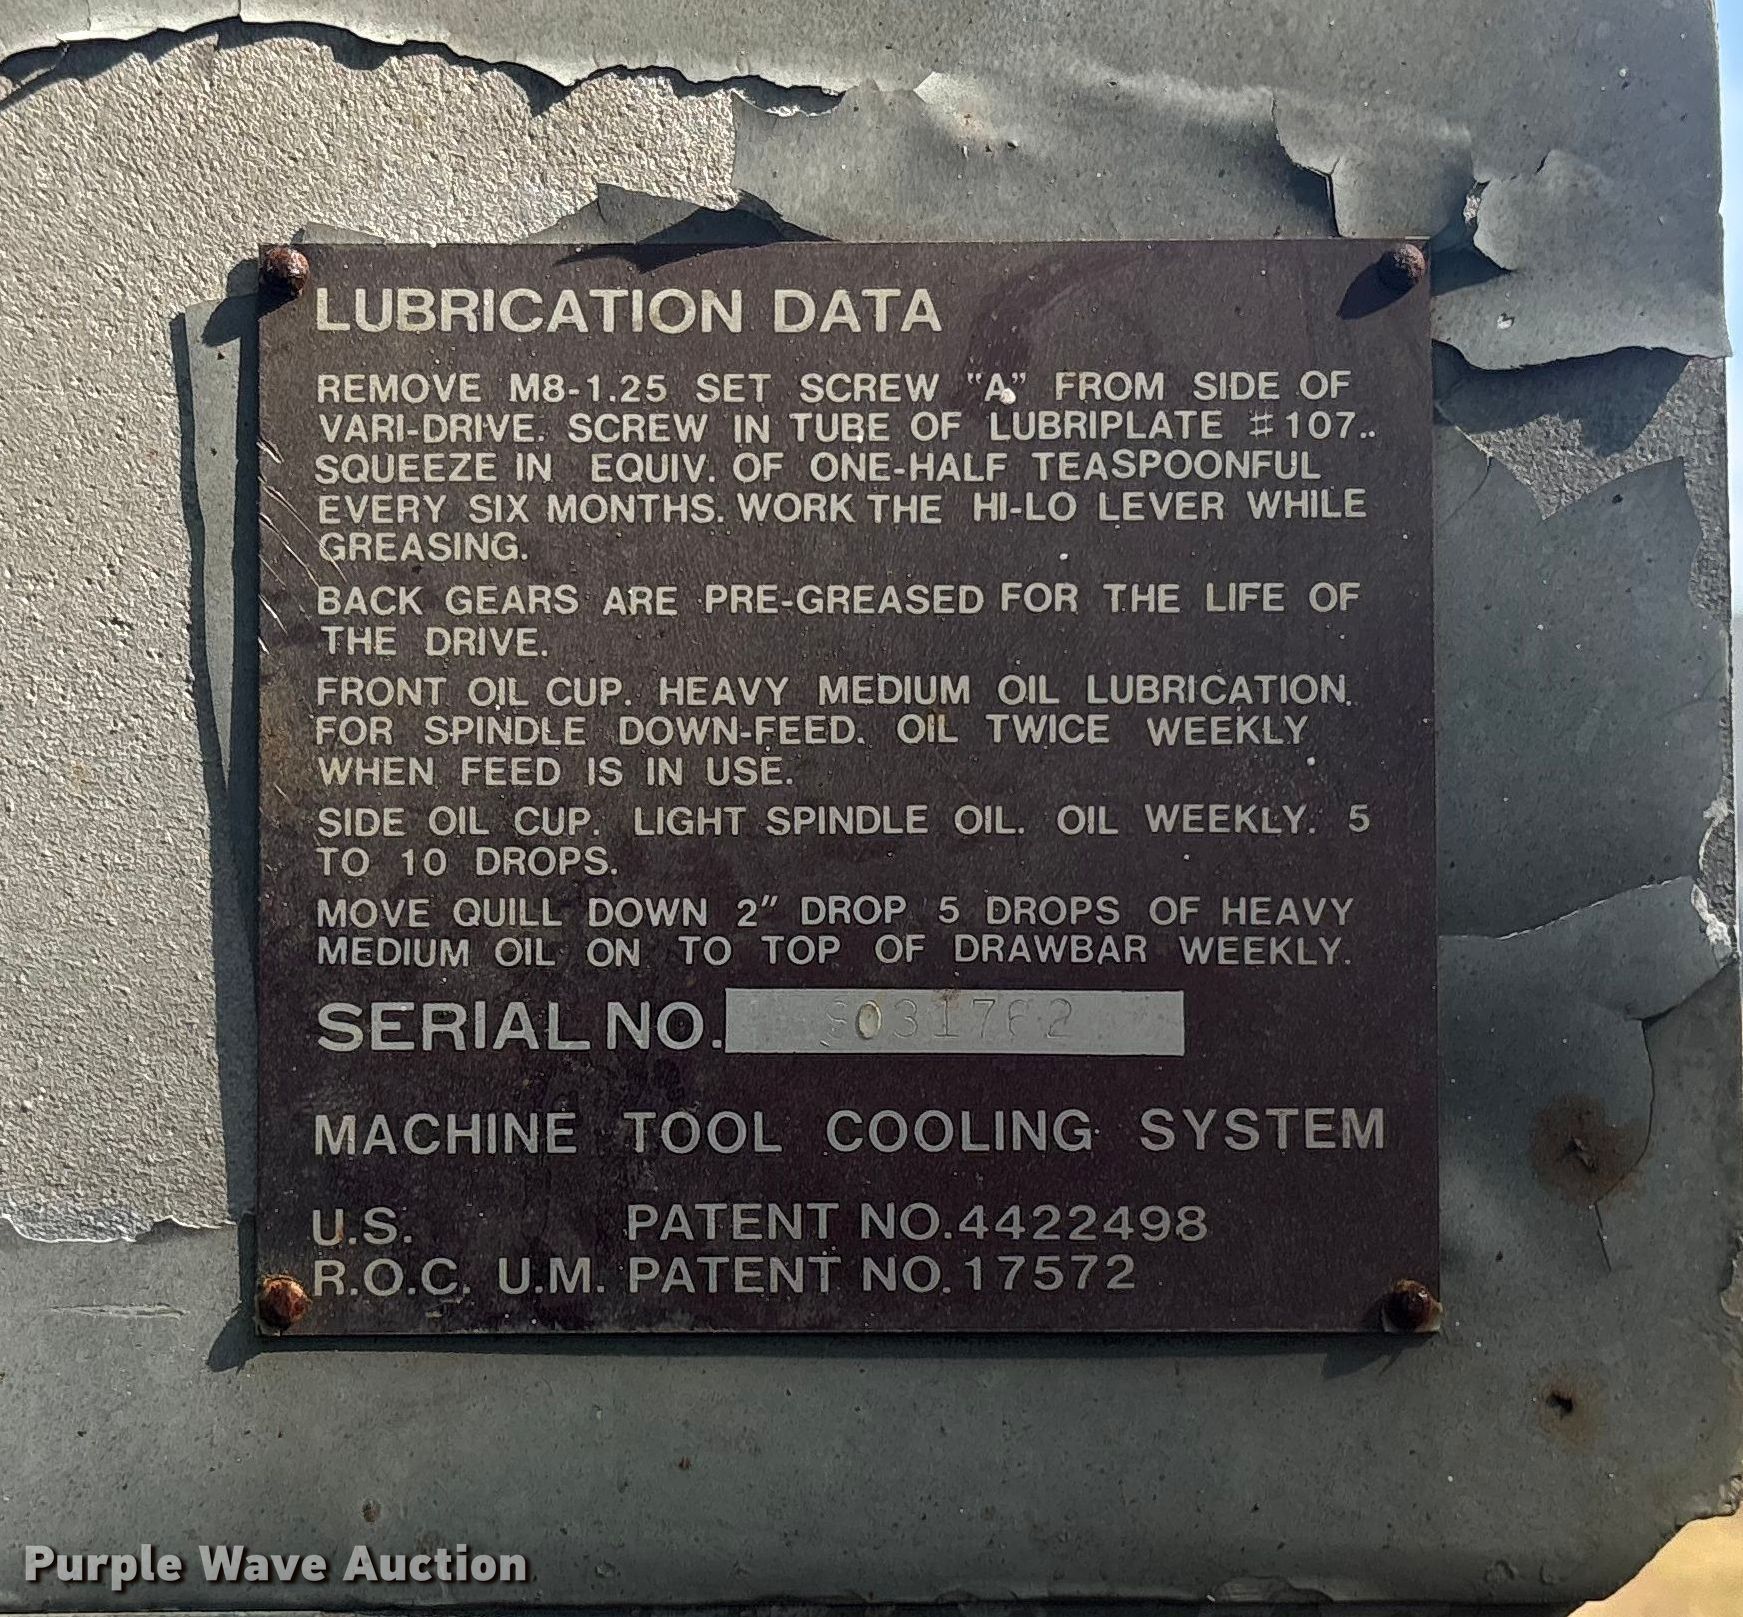 LUBRICATION DATA
REMOVE M8-1.25 SET SCREW "A" FROM SIDE OF
VARI-DRIVE. SCREW IN TUBE OF LUBRIPLATE #107..
SQUEEZE IN EQUIV. OF ONE-HALF TEASPOONFUL
EVERY SIX MONTHS. WORK THE HI-LO LEVER WHILE
GREASING.
BACK GEARS ARE PRE-GREASED FOR THE LIFE OF
THE DRIVE.
FRONT OIL CUP. HEAVY MEDIUM OIL LUBRICATION.
FOR SPINDLE DOWN-FEED. OIL TWICE WEEKLY
WHEN FEED IS IN USE.
SIDE OIL CUP. LIGHT SPINDLE OIL. OIL WEEKLY. 5
TO 10 DROPS.
MOVE QUILL DOWN 2" DROP 5 DROPS OF HEAVY
MEDIUM OIL ON TO TOP OF DRAWBAR WEEKLY.
SERIAL NO.
MACHINE TOOL COOLING SYSTEM
U.S. PATENT NO.4422498
R.O.C. U.M. PATENT NO.17572
Purple Wave Auction